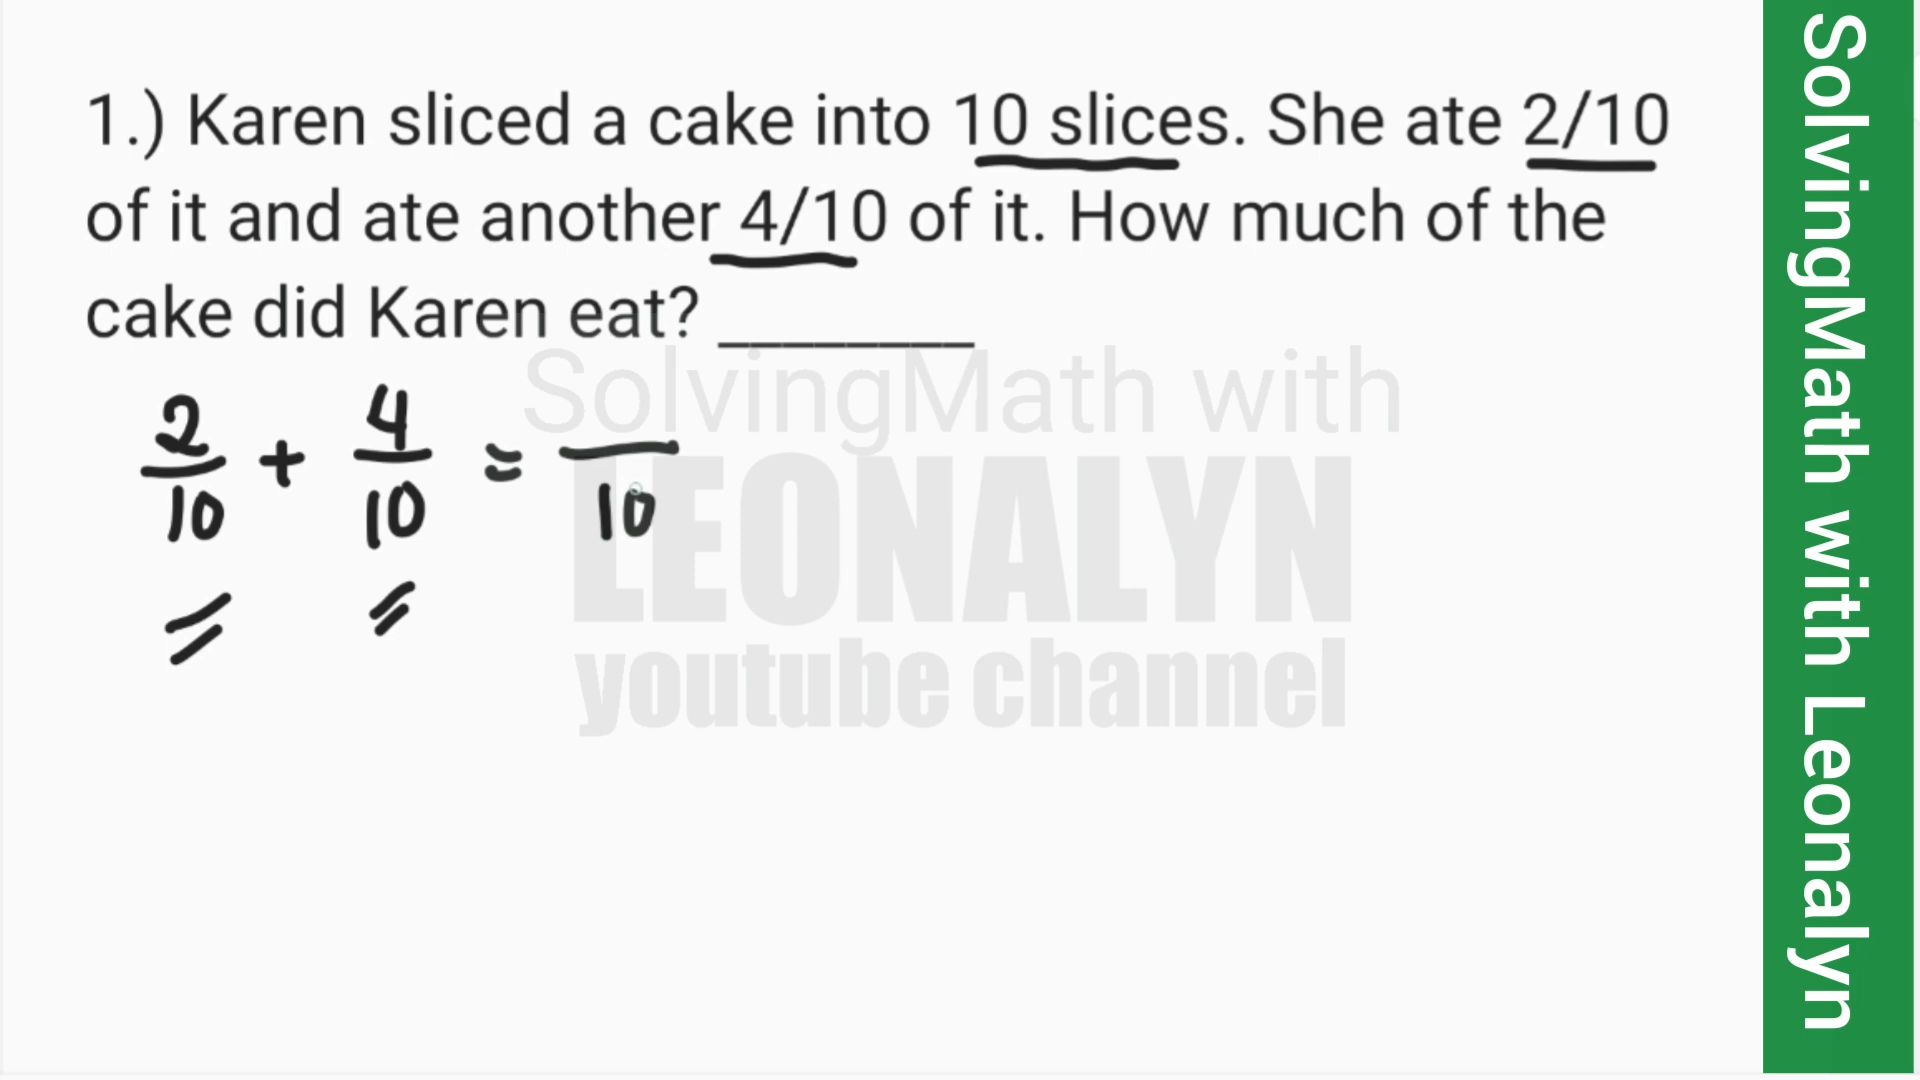 1.) Karen sliced a cake into 10 slices. She ate 2/10
of it and ate another 4/10 of it. How much of the
cake did Karen eat? ________
2/10 + 4/10 = /10
SolvingMath with
LEONALYN
youtube channel
SolvingMath with Leonalyn